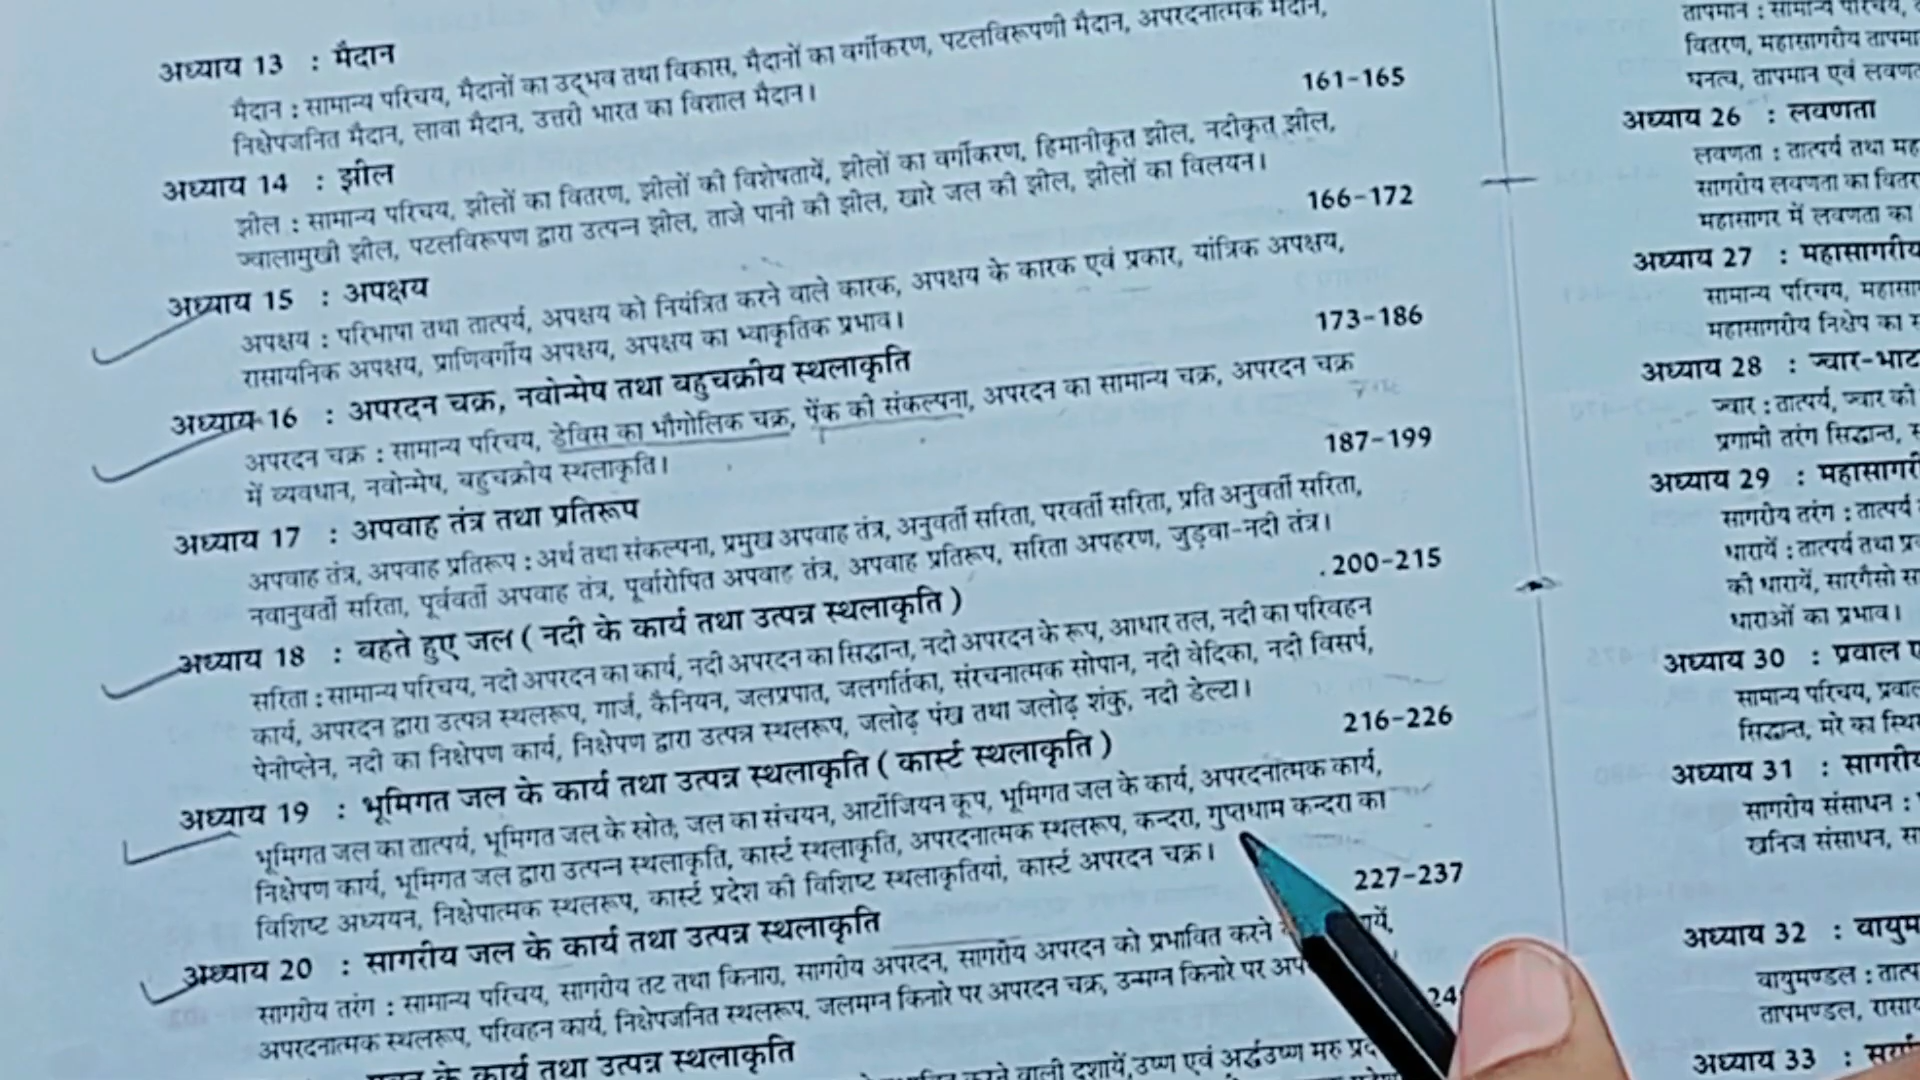 अध्याय 13 : मैदान
मैदान : सामान्य परिचय, मैदानों का उद्भव तथा विकास, मैदानों का वर्गीकरण, पटलविरूपणी मैदान, अपरदनात्मक मैदान,
निक्षेपजनित मैदान, लावा मैदान, उत्तरी भारत का विशाल मैदान। 161-165
अध्याय 14 : झील
झील : सामान्य परिचय, झीलों का वितरण, झीलों की विशेषतायें, झीलों का वर्गीकरण, हिमानीकृत झील, नदीकृत झील,
ज्वालामुखी झील, पटलविरूपण द्वारा उत्पन्न झील, ताजे पानी की झील, खारे जल की झील, झीलों का विलयन। 166-172
अध्याय 15 : अपक्षय
अपक्षय : परिभाषा तथा तात्पर्य, अपक्षय को नियंत्रित करने वाले कारक, अपक्षय के कारक एवं प्रकार, यांत्रिक अपक्षय,
रासायनिक अपक्षय, प्राणिवर्गीय अपक्षय, अपक्षय का भ्वाकृतिक प्रभाव। 173-186
अध्याय 16 : अपरदन चक्र, नवोन्मेष तथा बहुचक्रीय स्थलाकृति
अपरदन चक्र : सामान्य परिचय, डेविस का भौगोलिक चक्र, पेंक की संकल्पना, अपरदन का सामान्य चक्र, अपरदन चक्र
में व्यवधान, नवोन्मेष, बहुचक्रीय स्थलाकृति। 187-199
अध्याय 17 : अपवाह तंत्र तथा प्रतिरूप
अपवाह तंत्र, अपवाह प्रतिरूप : अर्थ तथा संकल्पना, प्रमुख अपवाह तंत्र, अनुवर्ती सरिता, परवर्ती सरिता, प्रति अनुवर्ती सरिता,
नवानुवर्ती सरिता, पूर्ववर्ती अपवाह तंत्र, पूर्वारोपित अपवाह तंत्र, अपवाह प्रतिरूप, सरिता अपहरण, जुड़वा-नदी तंत्र। 200-215
अध्याय 18 : बहते हुए जल ( नदी के कार्य तथा उत्पन्न स्थलाकृति )
सरिता : सामान्य परिचय, नदी अपरदन का कार्य, नदी अपरदन का सिद्धान्त, नदी अपरदन के रूप, आधार तल, नदी का परिवहन
कार्य, अपरदन द्वारा उत्पन्न स्थलरूप, गार्ज, कैनियन, जलप्रपात, जलगर्तिका, संरचनात्मक सोपान, नदी वेदिका, नदी विसर्प,
पेनीप्लेन, नदी का निक्षेपण कार्य, निक्षेपण द्वारा उत्पन्न स्थलरूप, जलोढ़ पंख तथा जलोढ़ शंकु, नदी डेल्टा। 216-226
अध्याय 19 : भूमिगत जल के कार्य तथा उत्पन्न स्थलाकृति ( कार्स्ट स्थलाकृति )
भूमिगत जल का तात्पर्य, भूमिगत जल के स्रोत, जल का संचयन, आर्टीजियन कूप, भूमिगत जल के कार्य, अपरदनात्मक कार्य,
निक्षेपण कार्य, भूमिगत जल द्वारा उत्पन्न स्थलाकृति, कार्स्ट स्थलाकृति, अपरदनात्मक स्थलरूप, कन्दरा, गुप्तधाम कन्दरा का
विशिष्ट अध्ययन, निक्षेपात्मक स्थलरूप, कार्स्ट प्रदेश की विशिष्ट स्थलाकृतियां, कार्स्ट अपरदन चक्र। 227-237
अध्याय 20 : सागरीय जल के कार्य तथा उत्पन्न स्थलाकृति
सागरीय तरंग : सामान्य परिचय, सागरीय तट तथा किनारा, सागरीय अपरदन, सागरीय अपरदन को प्रभावित करने
अपरदनात्मक स्थलरूप, परिवहन कार्य, निक्षेपजनित स्थलरूप, जलमग्न किनारे पर अपरदन चक्र, उन्मग्न किनारे पर
के कार्य तथा उत्पन्न स्थलाकृति
करने वाली दशायें, उष्ण एवं अर्द्धउष्ण मरु
तापमान : सामान्य परिचय,
वितरण, महासागरीय
घनत्व, तापमान एवं
अध्याय 26 : लवणता
लवणता : तात्पर्य तथा
सागरीय लवणता का
महासागर में लवणता का
अध्याय 27 : महासागरीय
सामान्य परिचय,
महासागरीय निक्षेप का
अध्याय 28 : ज्वार-भाटा
ज्वार : तात्पर्य, ज्वार की
प्रगामी तरंग सिद्धान्त,
अध्याय 29 :
सागरीय तरंग : तात्पर्य
धारायें : तात्पर्य तथा
की धारायें, सारगैसो
धाराओं का प्रभाव।
अध्याय 30 : प्रवाल
सामान्य परिचय,
सिद्धान्त, मरे का
अध्याय 31 : सागरीय
सागरीय संसाधन :
खनिज संसाधन,
अध्याय 32 :
वायुमण्डल :
तापमण्डल,
अध्याय 33 :